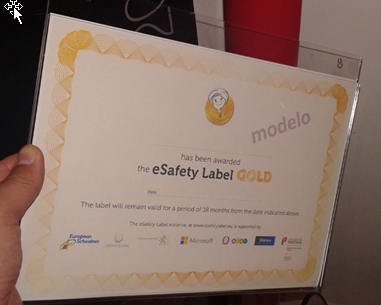 8
modelo
has been awarded
the eSafety Label GOLD
The label will remain valid for a period of 18 months from the date indicated above
The eSafety Label Initiative, at www.esafetylabel.eu, is supported by:
European Schoolnet
Microsoft